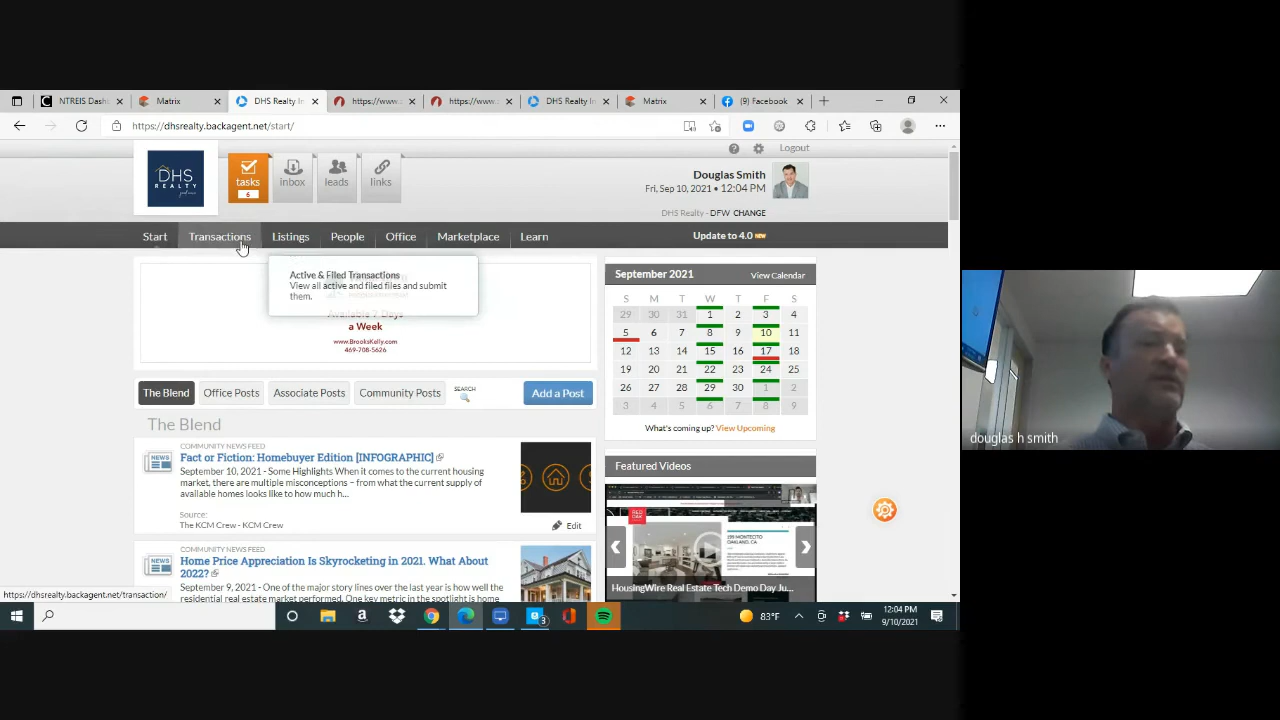 NTREIS Dash
Matrix
DHS Realty In
https://www.
https://www.
DHS Realty In
Matrix
(9) Facebook
https://dhsrealty.backagent.net/start/
Logout
DHS
REALTY
tasks
6
inbox
leads
links
Douglas Smith
Fri, Sep 10, 2021 • 12:04 PM
DHS Realty - DFW CHANGE
Start
Transactions
Listings
People
Office
Marketplace
Learn
Update to 4.0 NEW
Active & Filed Transactions
View all active and filed files and submit
them.
Available 7 Days
a Week
www.BrooksKelly.com
469-708-5626
September 2021
View Calendar
S M T W T F S
29 30 31 1 2 3 4
5 6 7 8 9 10 11
12 13 14 15 16 17 18
19 20 21 22 23 24 25
26 27 28 29 30 1 2
3 4 5 6 7 8 9
What's coming up? View Upcoming
The Blend
Office Posts
Associate Posts
Community Posts
SEARCH
Add a Post
The Blend
COMMUNITY NEWS FEED
NEWS
Fact or Fiction: Homebuyer Edition [INFOGRAPHIC]
September 10, 2021 - Some Highlights When it comes to the current housing
market, there are multiple misconceptions – from what the current supply of
available homes looks like to how much h...
Source:
The KCM Crew - KCM Crew
Edit
COMMUNITY NEWS FEED
NEWS
Home Price Appreciation Is Skyrocketing in 2021. What About
2022?
September 9, 2021 - One of the major story lines over the last year is how well the
residential real estate market performed. One key metric in the spotlight is home
Featured Videos
RED
OAK
HousingWire Real Estate Tech Demo Day Ju...
douglas h smith
3
83°F
12:04 PM
9/10/2021